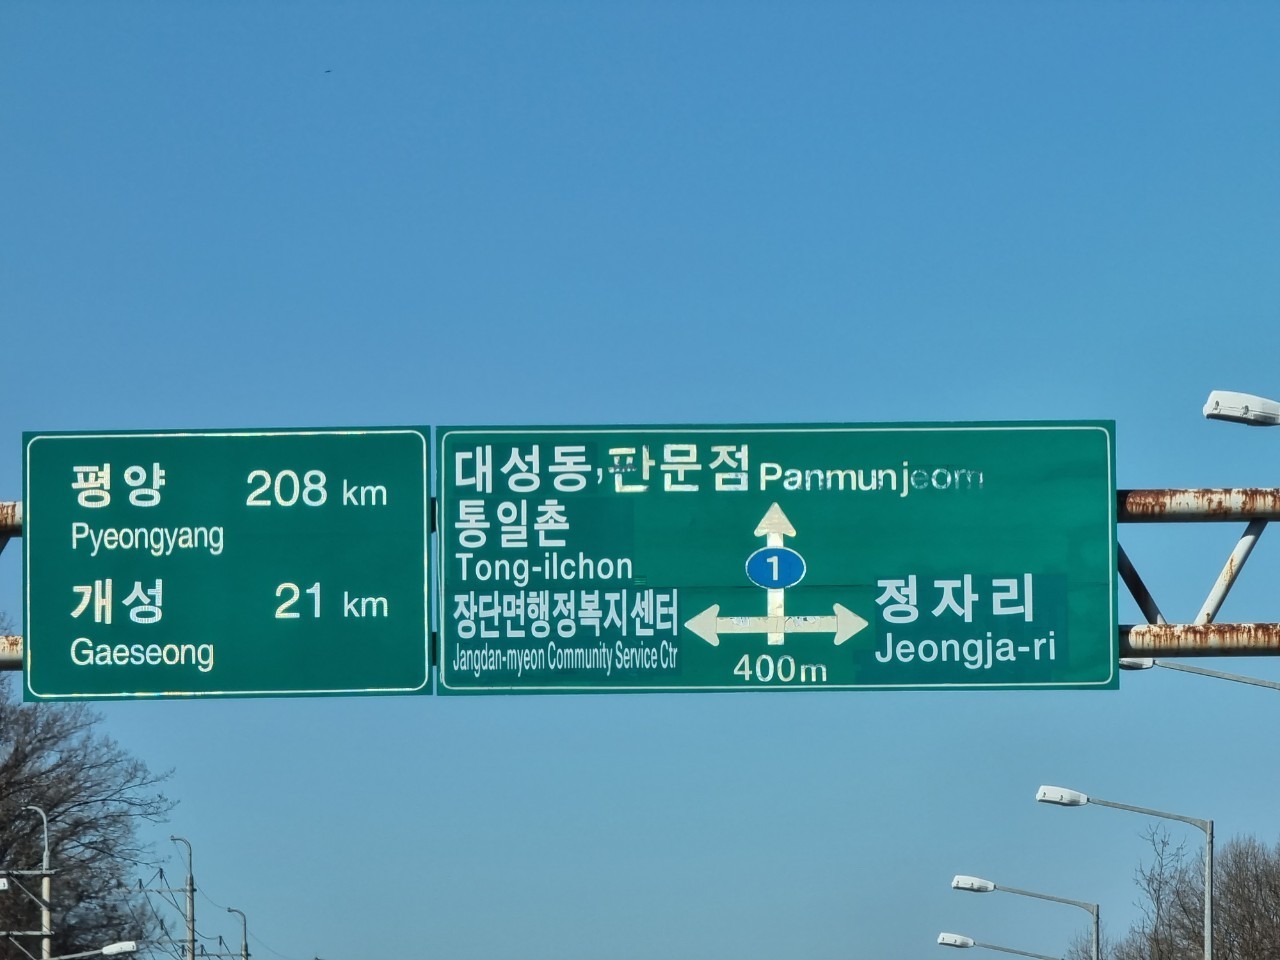 평양 208 km
Pyeongyang
개성 21 km
Gaeseong
대성동, 판문점 Panmunjeom
통일촌
Tong-ilchon
1
장단면행정복지센터
Jangdan-myeon Community Service Ctr
정자리
Jeongja-ri
400m